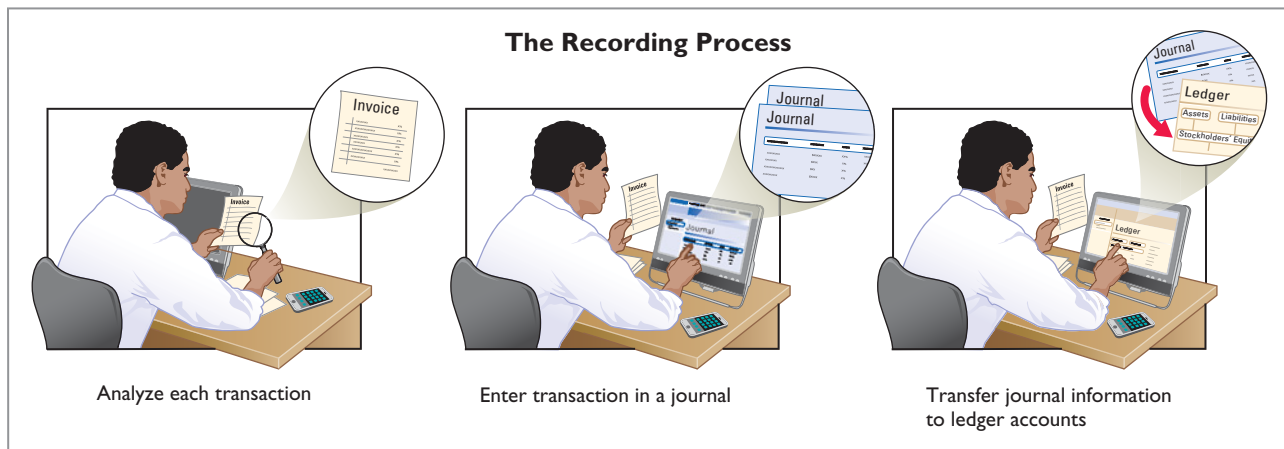 The Recording Process
Invoice
Invoice
Analyze each transaction
Journal
Journal
Invoice
Journal
Enter transaction in a journal
Journal
Ledger
Assets
Liabilities
Stockholders'
Invoice
Ledger
Transfer journal information
to ledger accounts